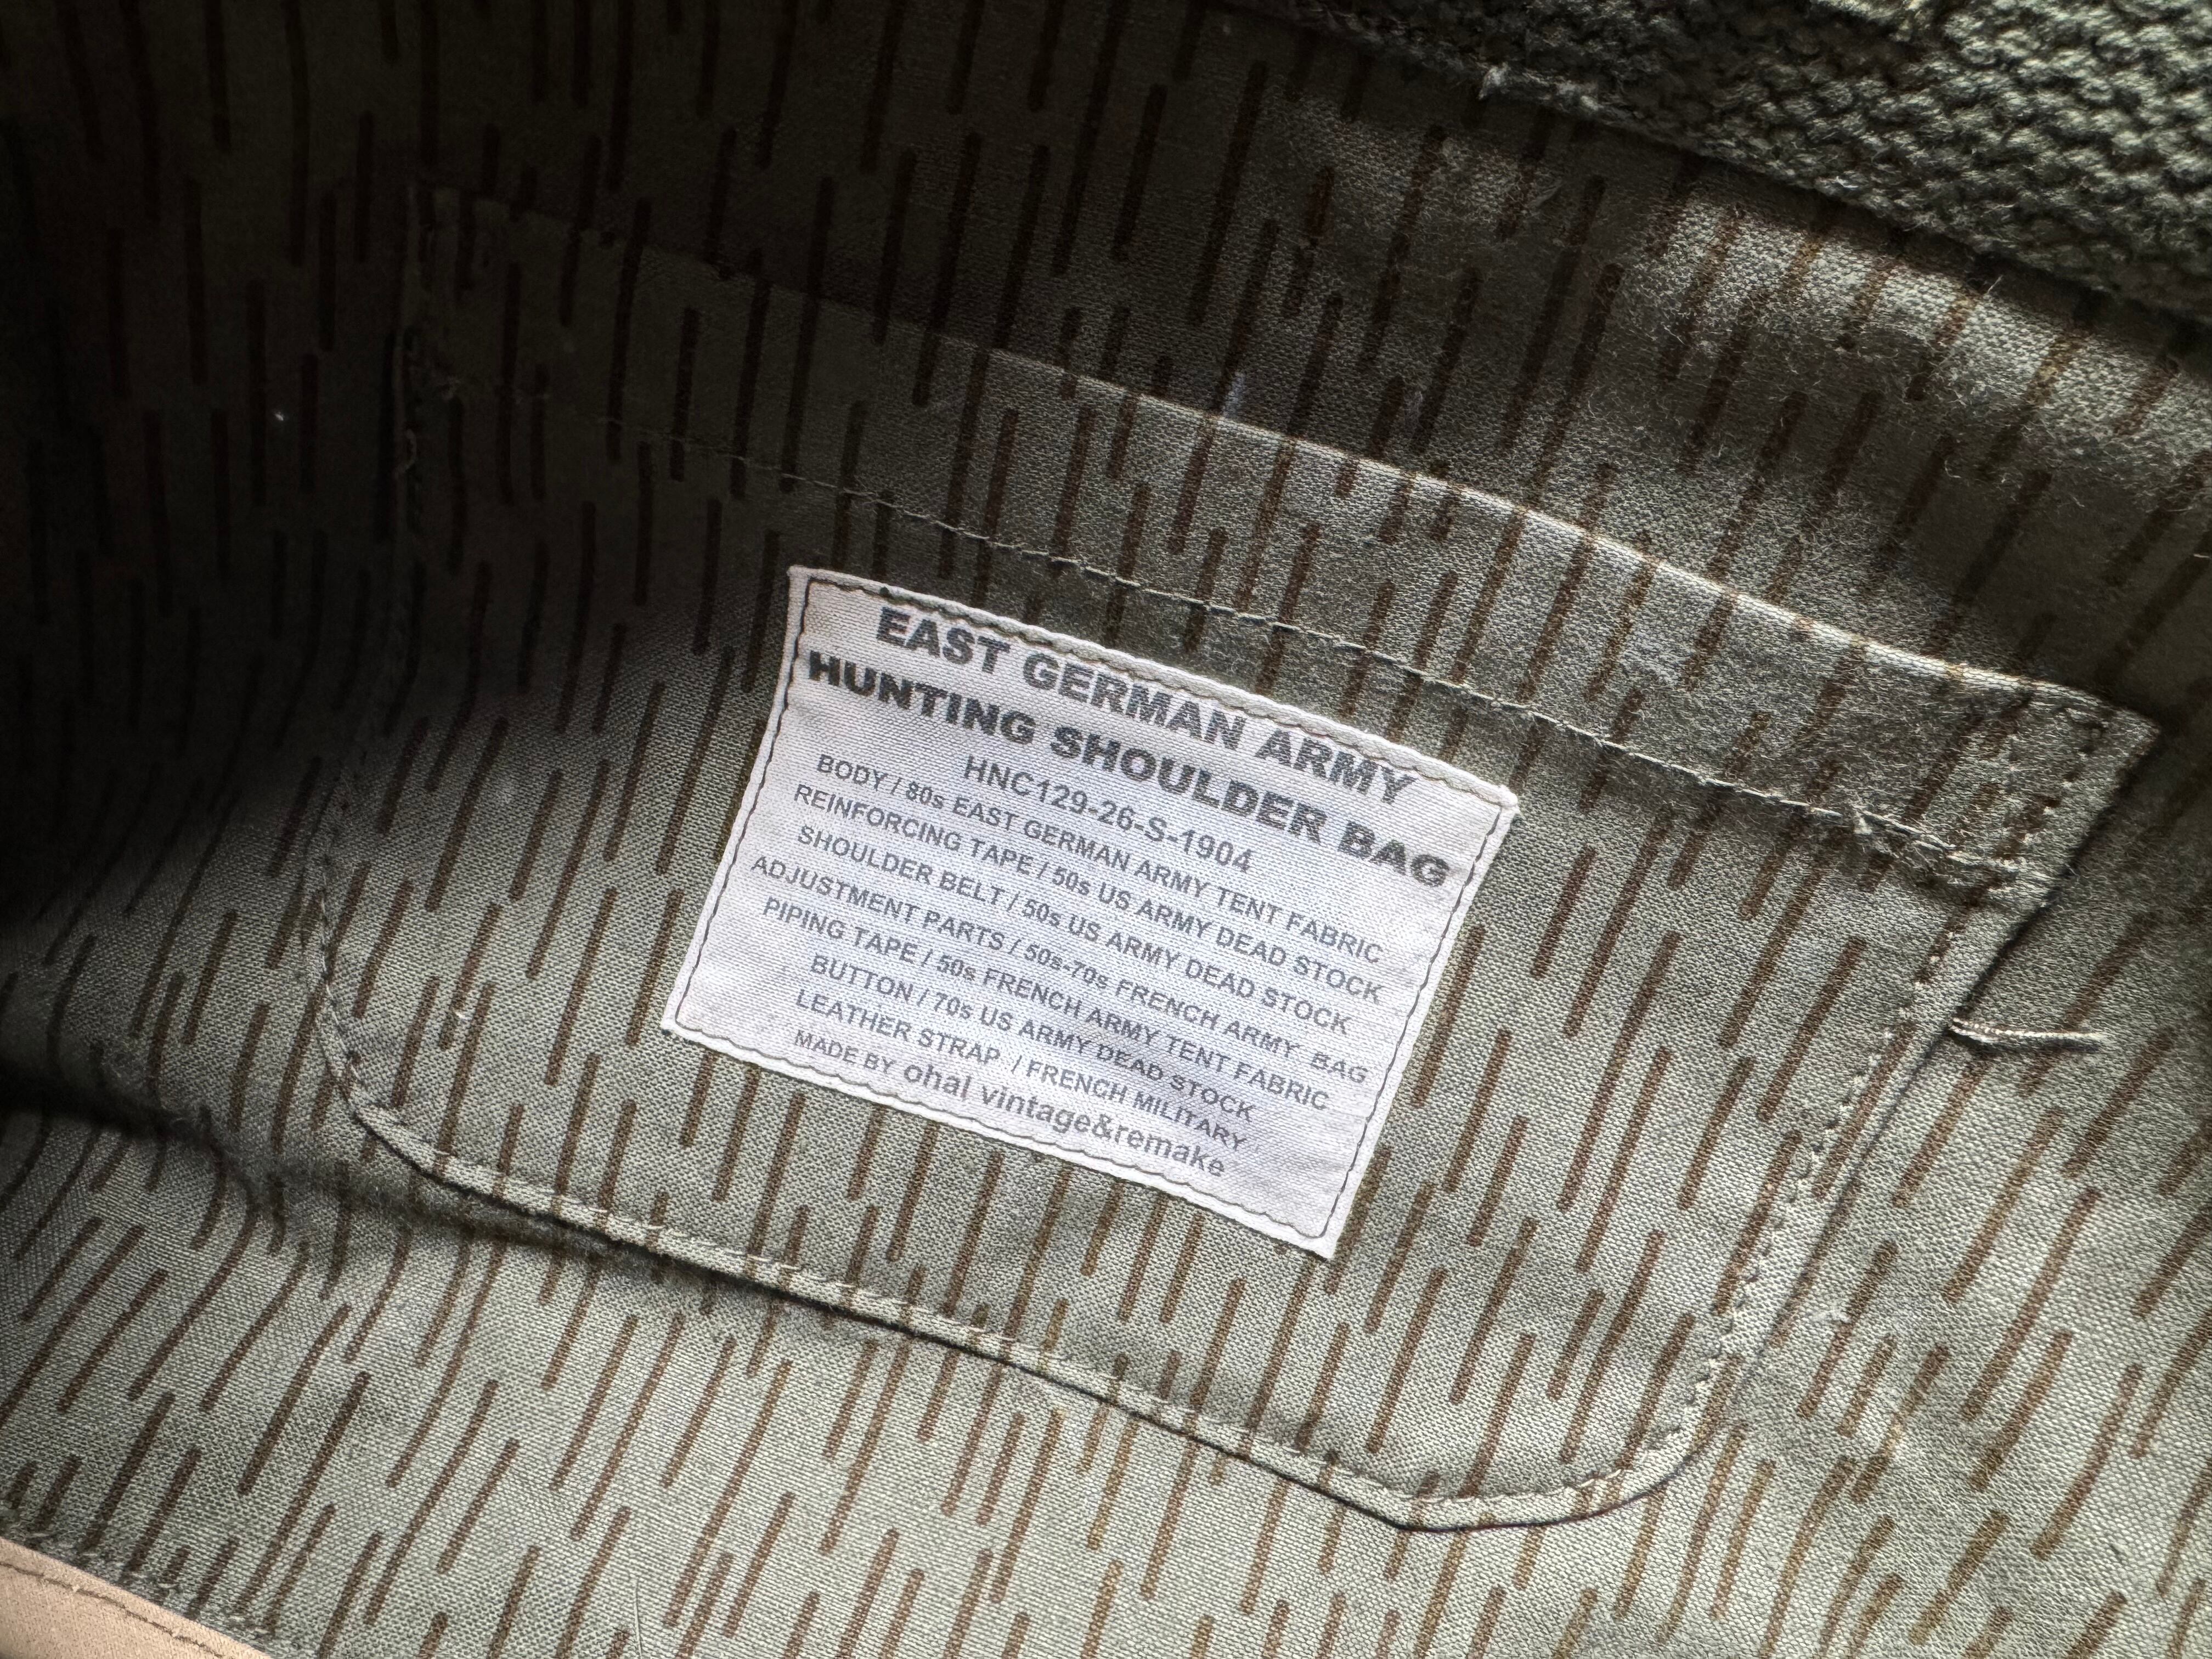 EAST GERMAN ARMY
HUNTING SHOULDER BAG
HNC129-26-S-1904
BODY / 80s EAST GERMAN ARMY TENT FABRIC
REINFORCING TAPE / 50s US ARMY DEAD STOCK
SHOULDER BELT / 50s US ARMY DEAD STOCK
ADJUSTMENT PARTS / 50s-70s FRENCH ARMY BAG
PIPING TAPE / 50s FRENCH ARMY TENT FABRIC
BUTTON / 70s US ARMY DEAD STOCK
LEATHER STRAP / FRENCH MILITARY
MADE BY ohal vintage&remake